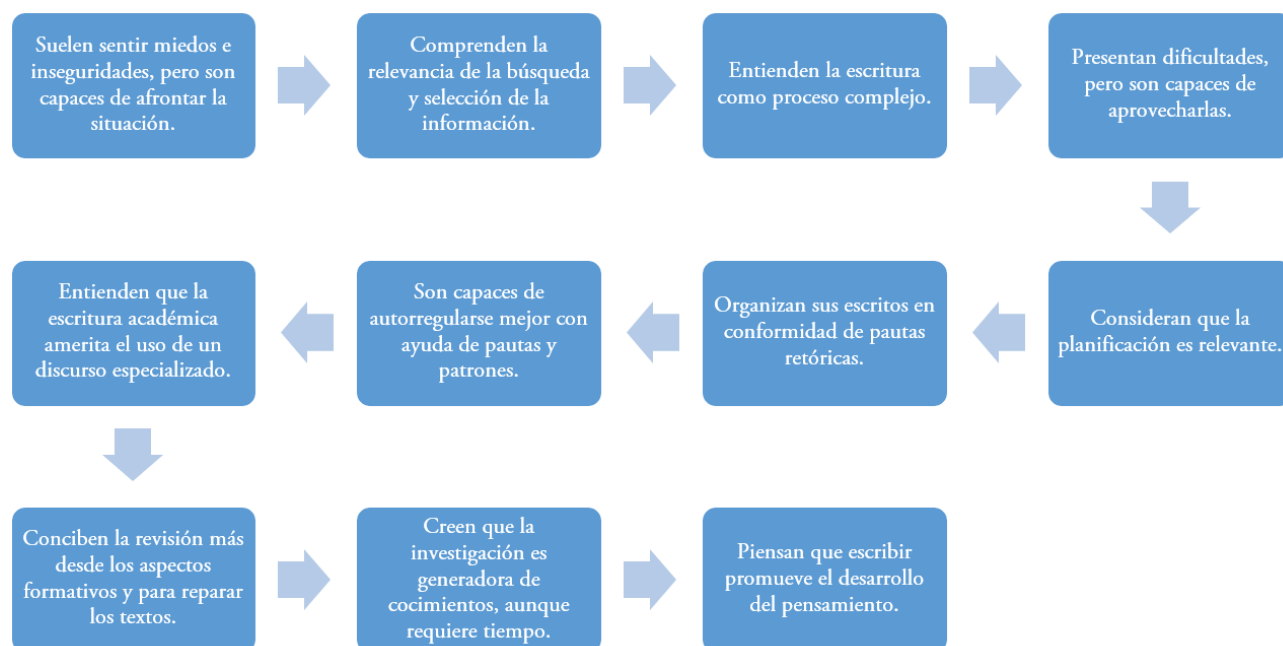 Suelen sentir miedos e
inseguridades, pero son
capaces de afrontar la
situación.
Comprenden la
relevancia de la búsqueda
y selección de la
información.
Entienden la escritura
como proceso complejo.
Presentan dificultades,
pero son capaces de
aprovecharlas.
Consideran que la
planificación es relevante.
Organizan sus escritos en
conformidad de pautas
retóricas.
Son capaces de
autorregularse mejor con
ayuda de pautas y
patrones.
Entienden que la
escritura académica
amerita el uso de un
discurso especializado.
Conciben la revisión más
desde los aspectos
formativos y para reparar
los textos.
Creen que la
investigación es
generadora de
cocimientos, aunque
requiere tiempo.
Piensan que escribir
promueve el desarrollo
del pensamiento.